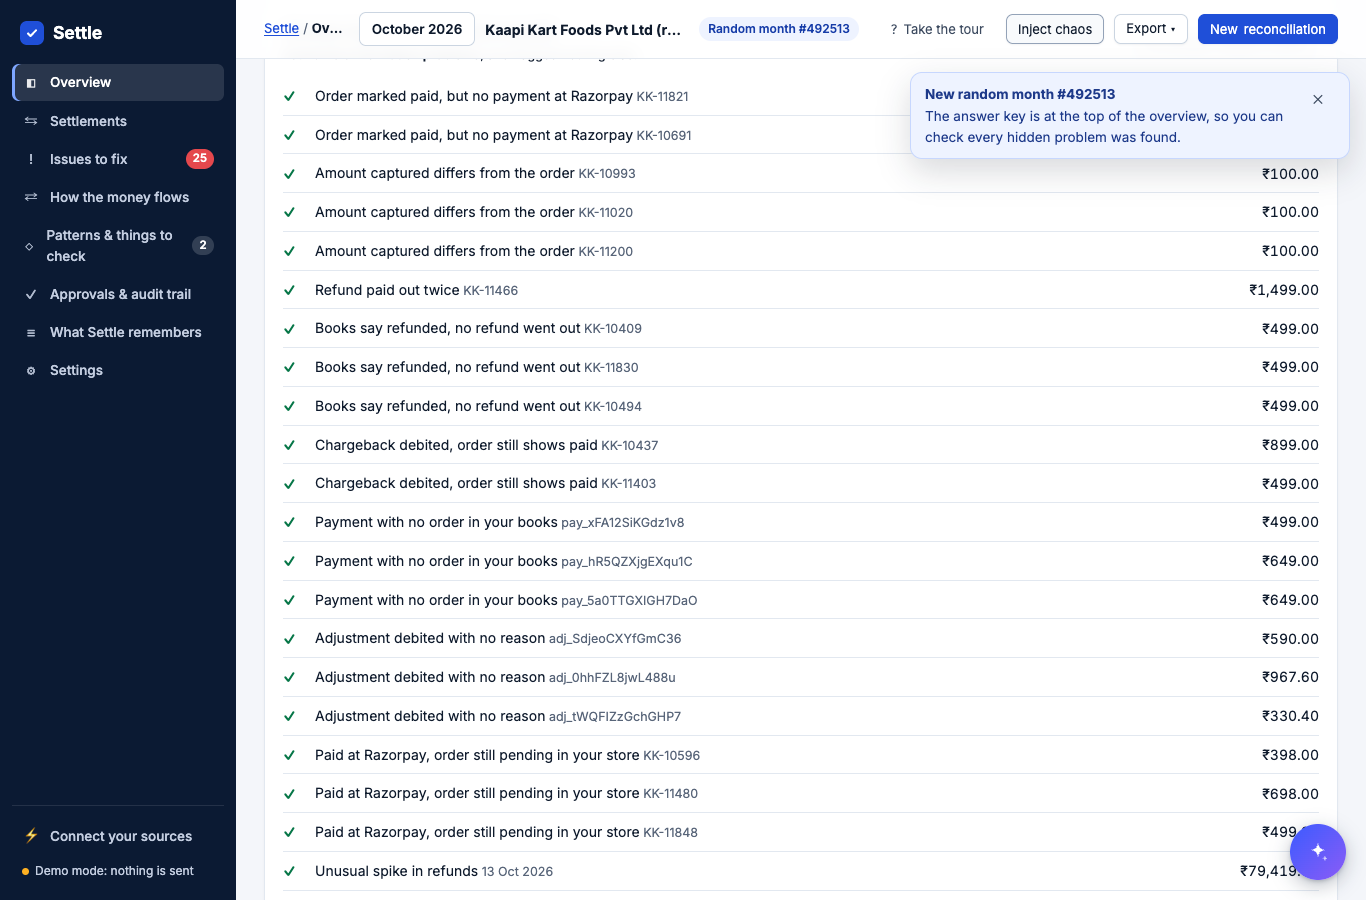 Settle
Overview
Settlements
Issues to fix 25
How the money flows
Patterns & things to check 2
Approvals & audit trail
What Settle remembers
Settings
Connect your sources
Demo mode: nothing is sent
Settle / Ov...
October 2026
Kaapi Kart Foods Pvt Ltd (r...
Random month #492513
? Take the tour
Inject chaos
Export
New reconciliation
New random month #492513
The answer key is at the top of the overview, so you can
check every hidden problem was found.
Order marked paid, but no payment at Razorpay KK-11821
Order marked paid, but no payment at Razorpay KK-10691
Amount captured differs from the order KK-10993 ₹100.00
Amount captured differs from the order KK-11020 ₹100.00
Amount captured differs from the order KK-11200 ₹100.00
Refund paid out twice KK-11466 ₹1,499.00
Books say refunded, no refund went out KK-10409 ₹499.00
Books say refunded, no refund went out KK-11830 ₹499.00
Books say refunded, no refund went out KK-10494 ₹499.00
Chargeback debited, order still shows paid KK-10437 ₹899.00
Chargeback debited, order still shows paid KK-11403 ₹499.00
Payment with no order in your books pay_xFA12SiKGdz1v8 ₹499.00
Payment with no order in your books pay_hR5QZXjgEXqu1C ₹649.00
Payment with no order in your books pay_5a0TTGXIGH7DaO ₹649.00
Adjustment debited with no reason adj_SdjeoCXYfGmC36 ₹590.00
Adjustment debited with no reason adj_0hhFZL8jwL488u ₹967.60
Adjustment debited with no reason adj_tWQFIZzGchGHP7 ₹330.40
Paid at Razorpay, order still pending in your store KK-10596 ₹398.00
Paid at Razorpay, order still pending in your store KK-11480 ₹698.00
Paid at Razorpay, order still pending in your store KK-11848 ₹499.
Unusual spike in refunds 13 Oct 2026 ₹79,419.